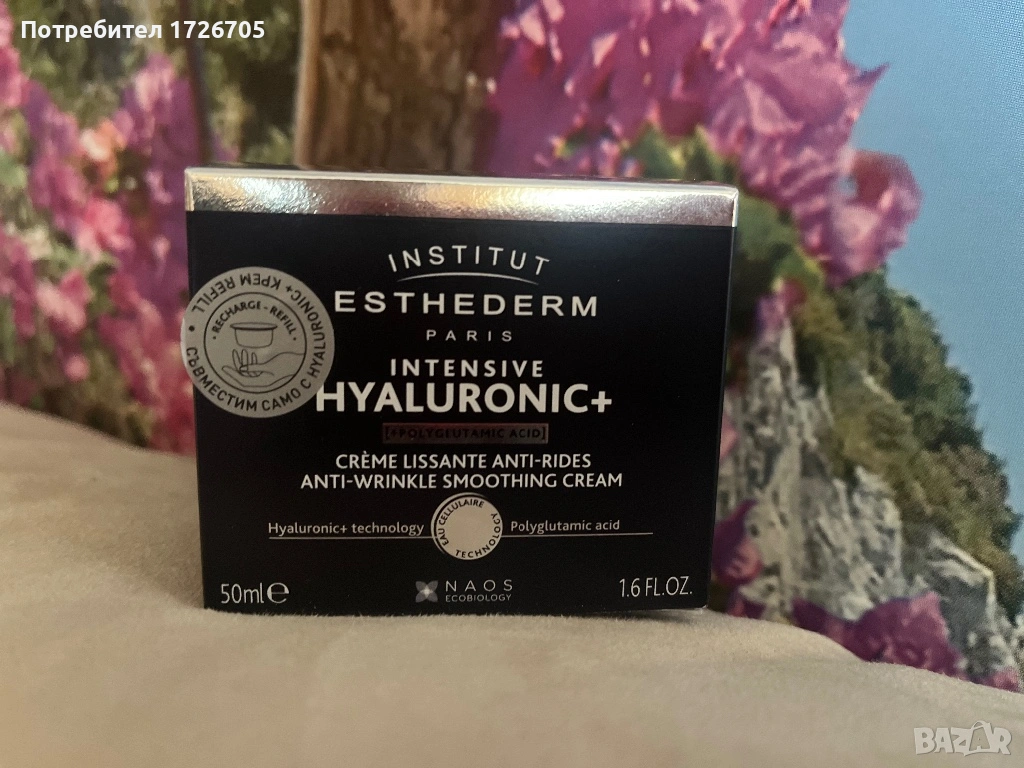 Потребител 1726705
INSTITUT
ESTHEDERM
PARIS
INTENSIVE
HYALURONIC+
[+POLYGLUTAMIC ACID]
CRÈME LISSANTE ANTI-RIDES
ANTI-WRINKLE SMOOTHING CREAM
Hyaluronic+ technology
EAU CELLULAIRE TECHNOLOGY
Polyglutamic acid
50ml e
NAOS
ECOBIOLOGY
1.6 FL.OZ.
• СЪВМЕСТИМ САМО С HYALURONIC+ КРЕМ REFILL
• RECHARGE - REFILL •
BAZAR